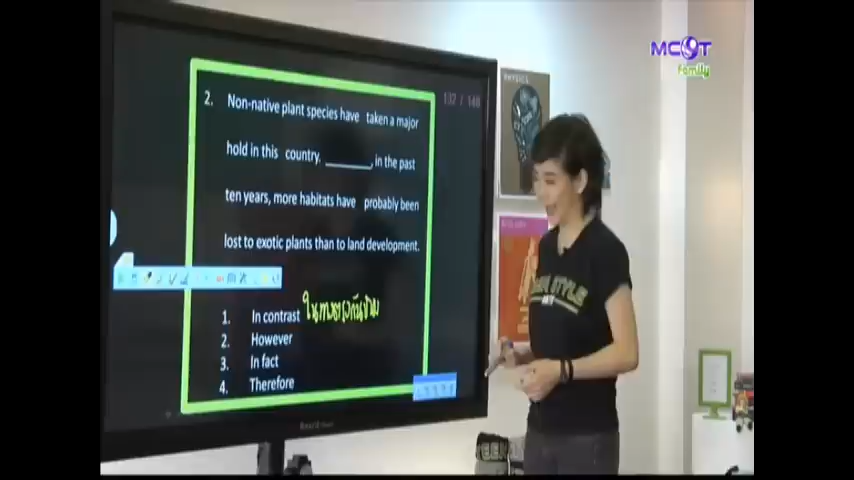 MCOT
family
PHYSICS
132 / 148
2. Non-native plant species have taken a major
hold in this country. ________, in the past
ten years, more habitats have probably been
lost to exotic plants than to land development.
1. In contrast ในทางตรงกันข้าม
2. However
3. In fact
4. Therefore
STYLE